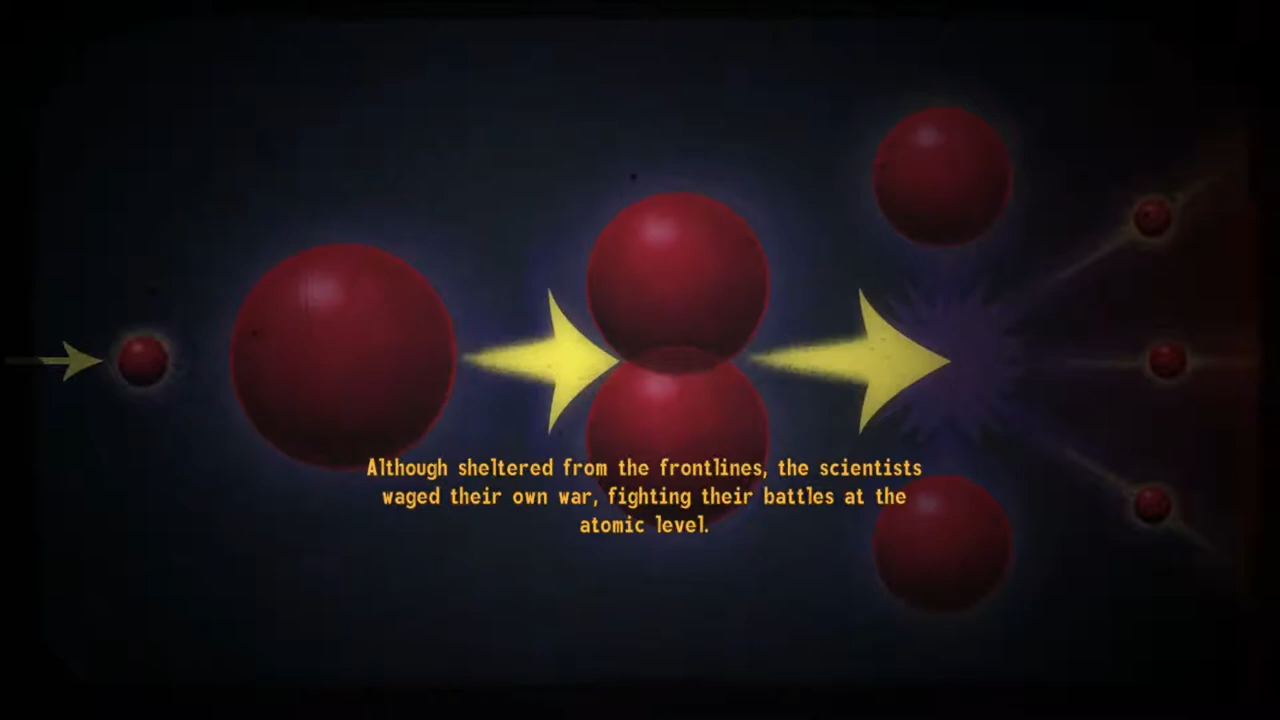 Although sheltered from the frontlines, the scientists
waged their own war, fighting their battles at the
atomic level.